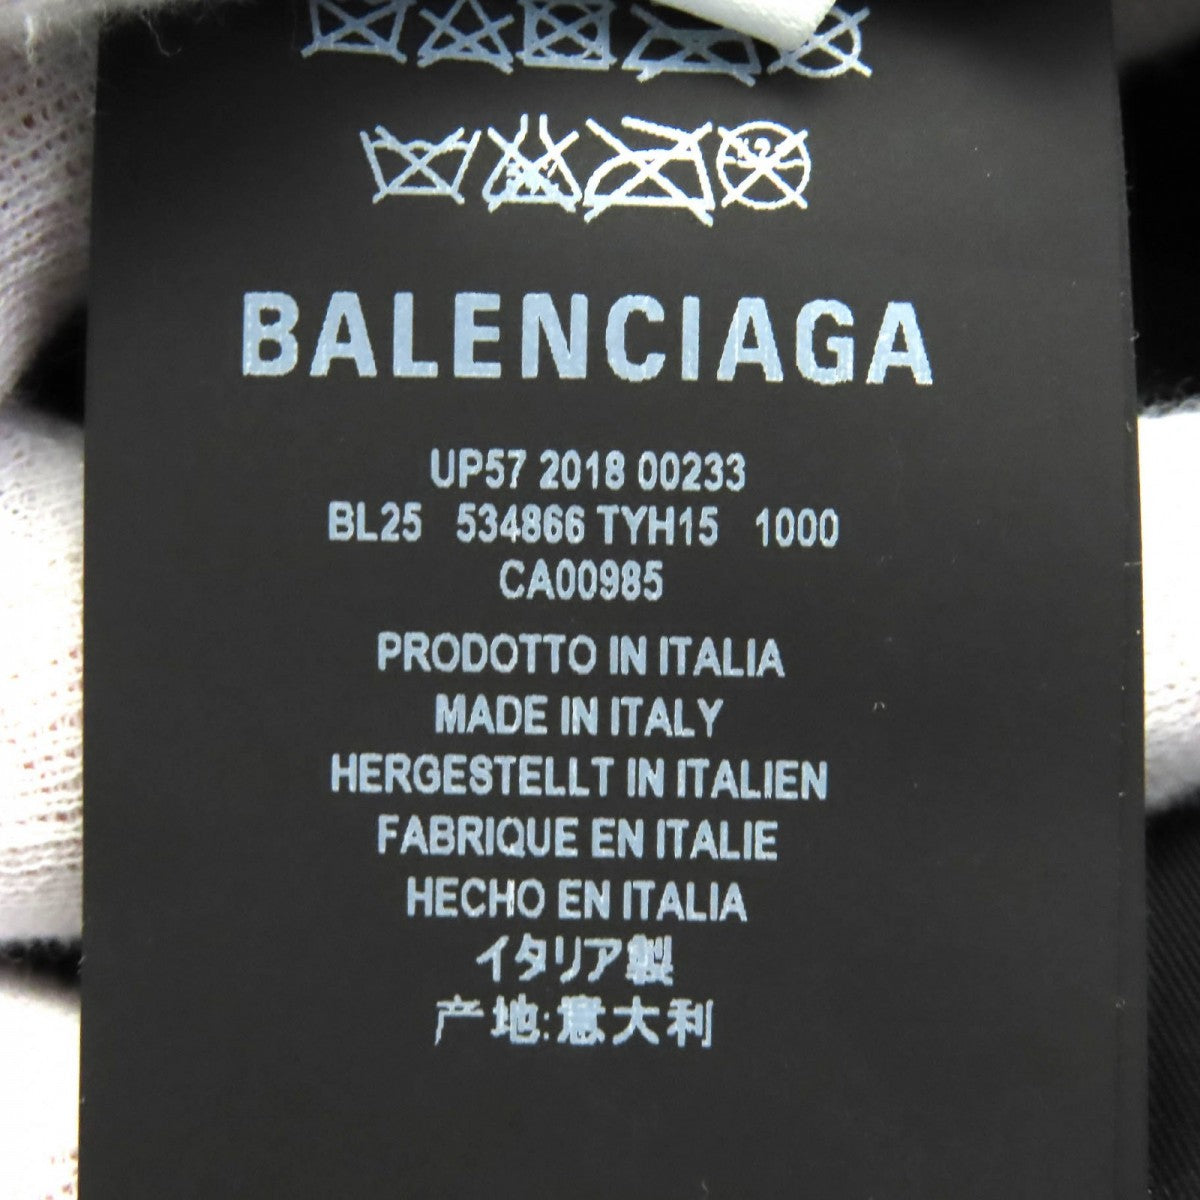 BALENCIAGA
UP57 2018 00233
BL25 534866 TYH15 1000
CA00985
PRODOTTO IN ITALIA
MADE IN ITALY
HERGESTELLT IN ITALIEN
FABRIQUE EN ITALIE
HECHO EN ITALIA
イタリア製
产地:意大利